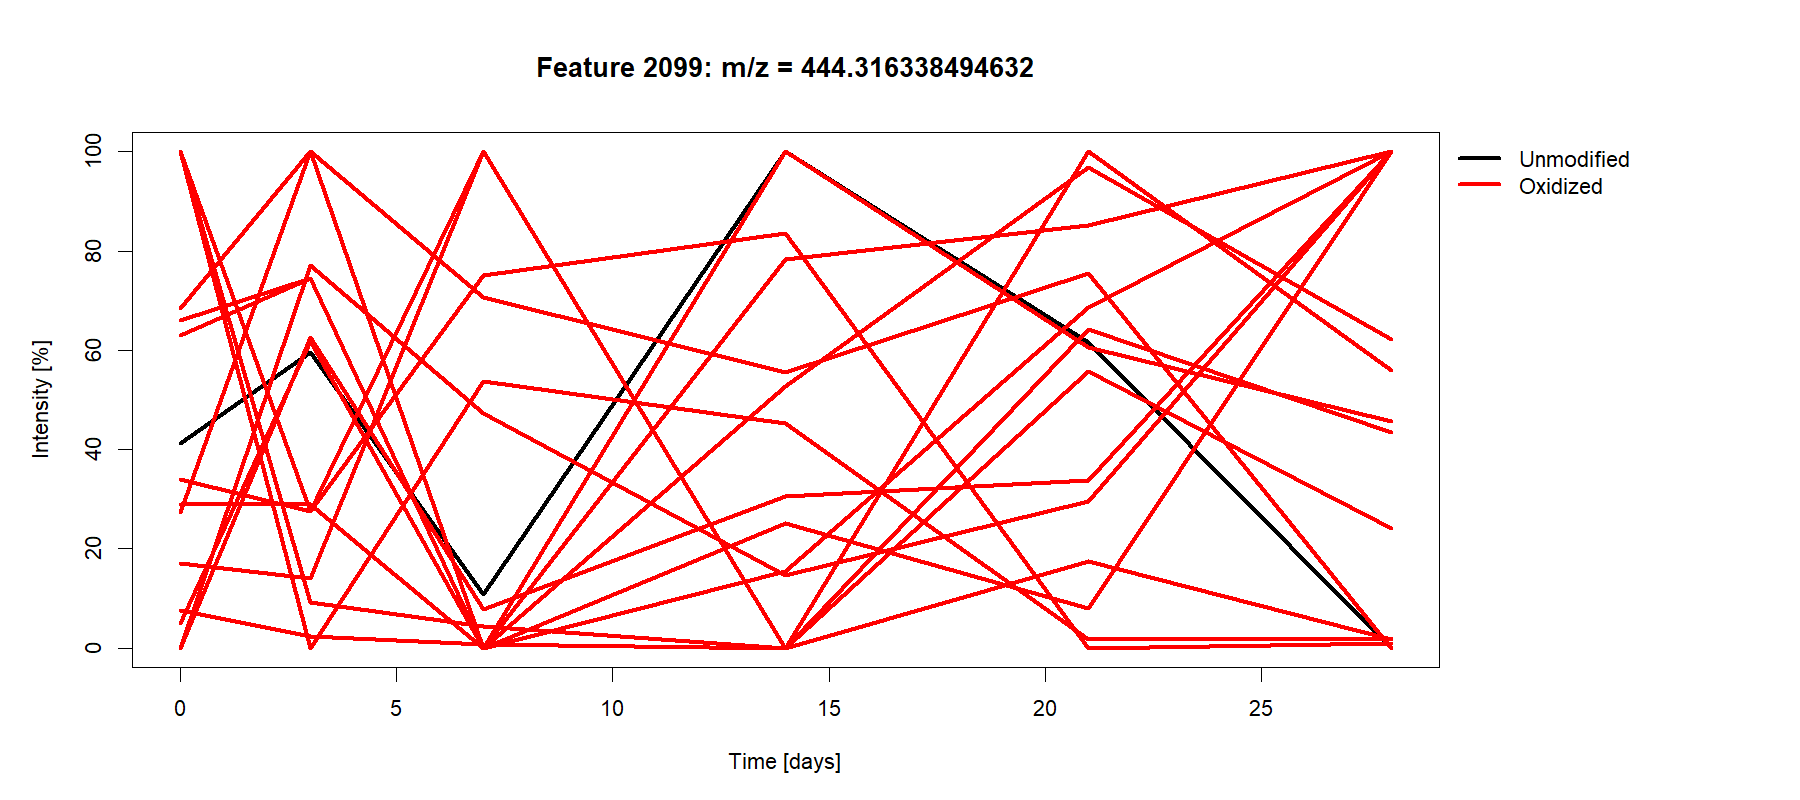 Feature 2099: m/z = 444.316338494632
Unmodified
Oxidized
Intensity [%]
100
80
60
40
20
0
0 5 10 15 20 25
Time [days]